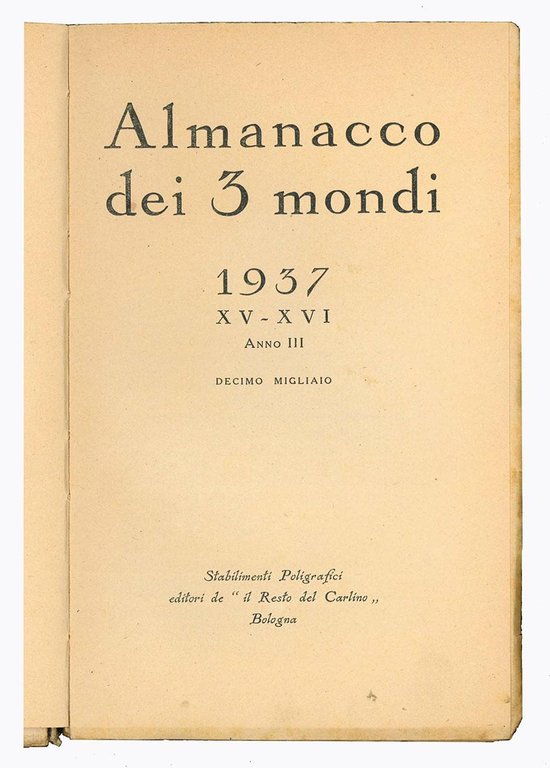 Almanacco
dei 3 mondi
1937
XV - XVI
Anno III
DECIMO MIGLIAIO
Stabilimenti Poligrafici
editori de “ il Resto del Carlino „
Bologna